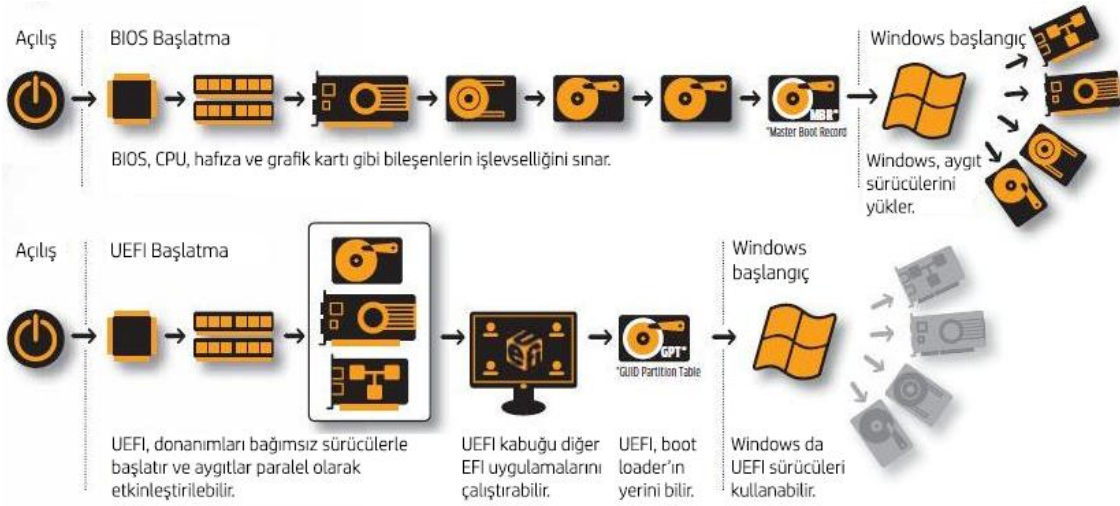 Açılış
BIOS Başlatma
Windows başlangıç
MBR*
*Master Boot Record
BIOS, CPU, hafıza ve grafik kartı gibi bileşenlerin işlevselliğini sınar.
Windows, aygıt
sürücülerini
yükler.
Açılış
UEFI Başlatma
Windows
başlangıç
UEFI
GPT*
*GUID Partition Table
UEFI, donanımları bağımsız sürücülerle
başlatır ve aygıtlar paralel olarak
etkinleştirilebilir.
UEFI kabuğu diğer
EFI uygulamalarını
çalıştırabilir.
UEFI, boot
loader'ın
yerini bilir.
Windows da
UEFI sürücüleri
kullanabilir.